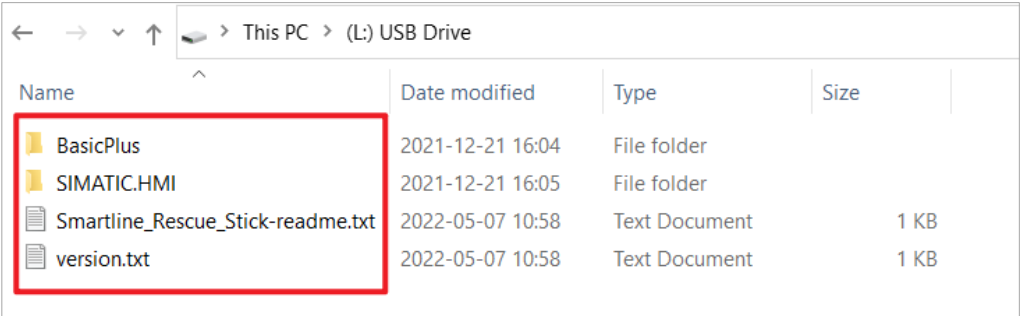 This PC > (L:) USB Drive
Name Date modified Type Size
BasicPlus 2021-12-21 16:04 File folder
SIMATIC.HMI 2021-12-21 16:05 File folder
Smartline_Rescue_Stick-readme.txt 2022-05-07 10:58 Text Document 1 KB
version.txt 2022-05-07 10:58 Text Document 1 KB